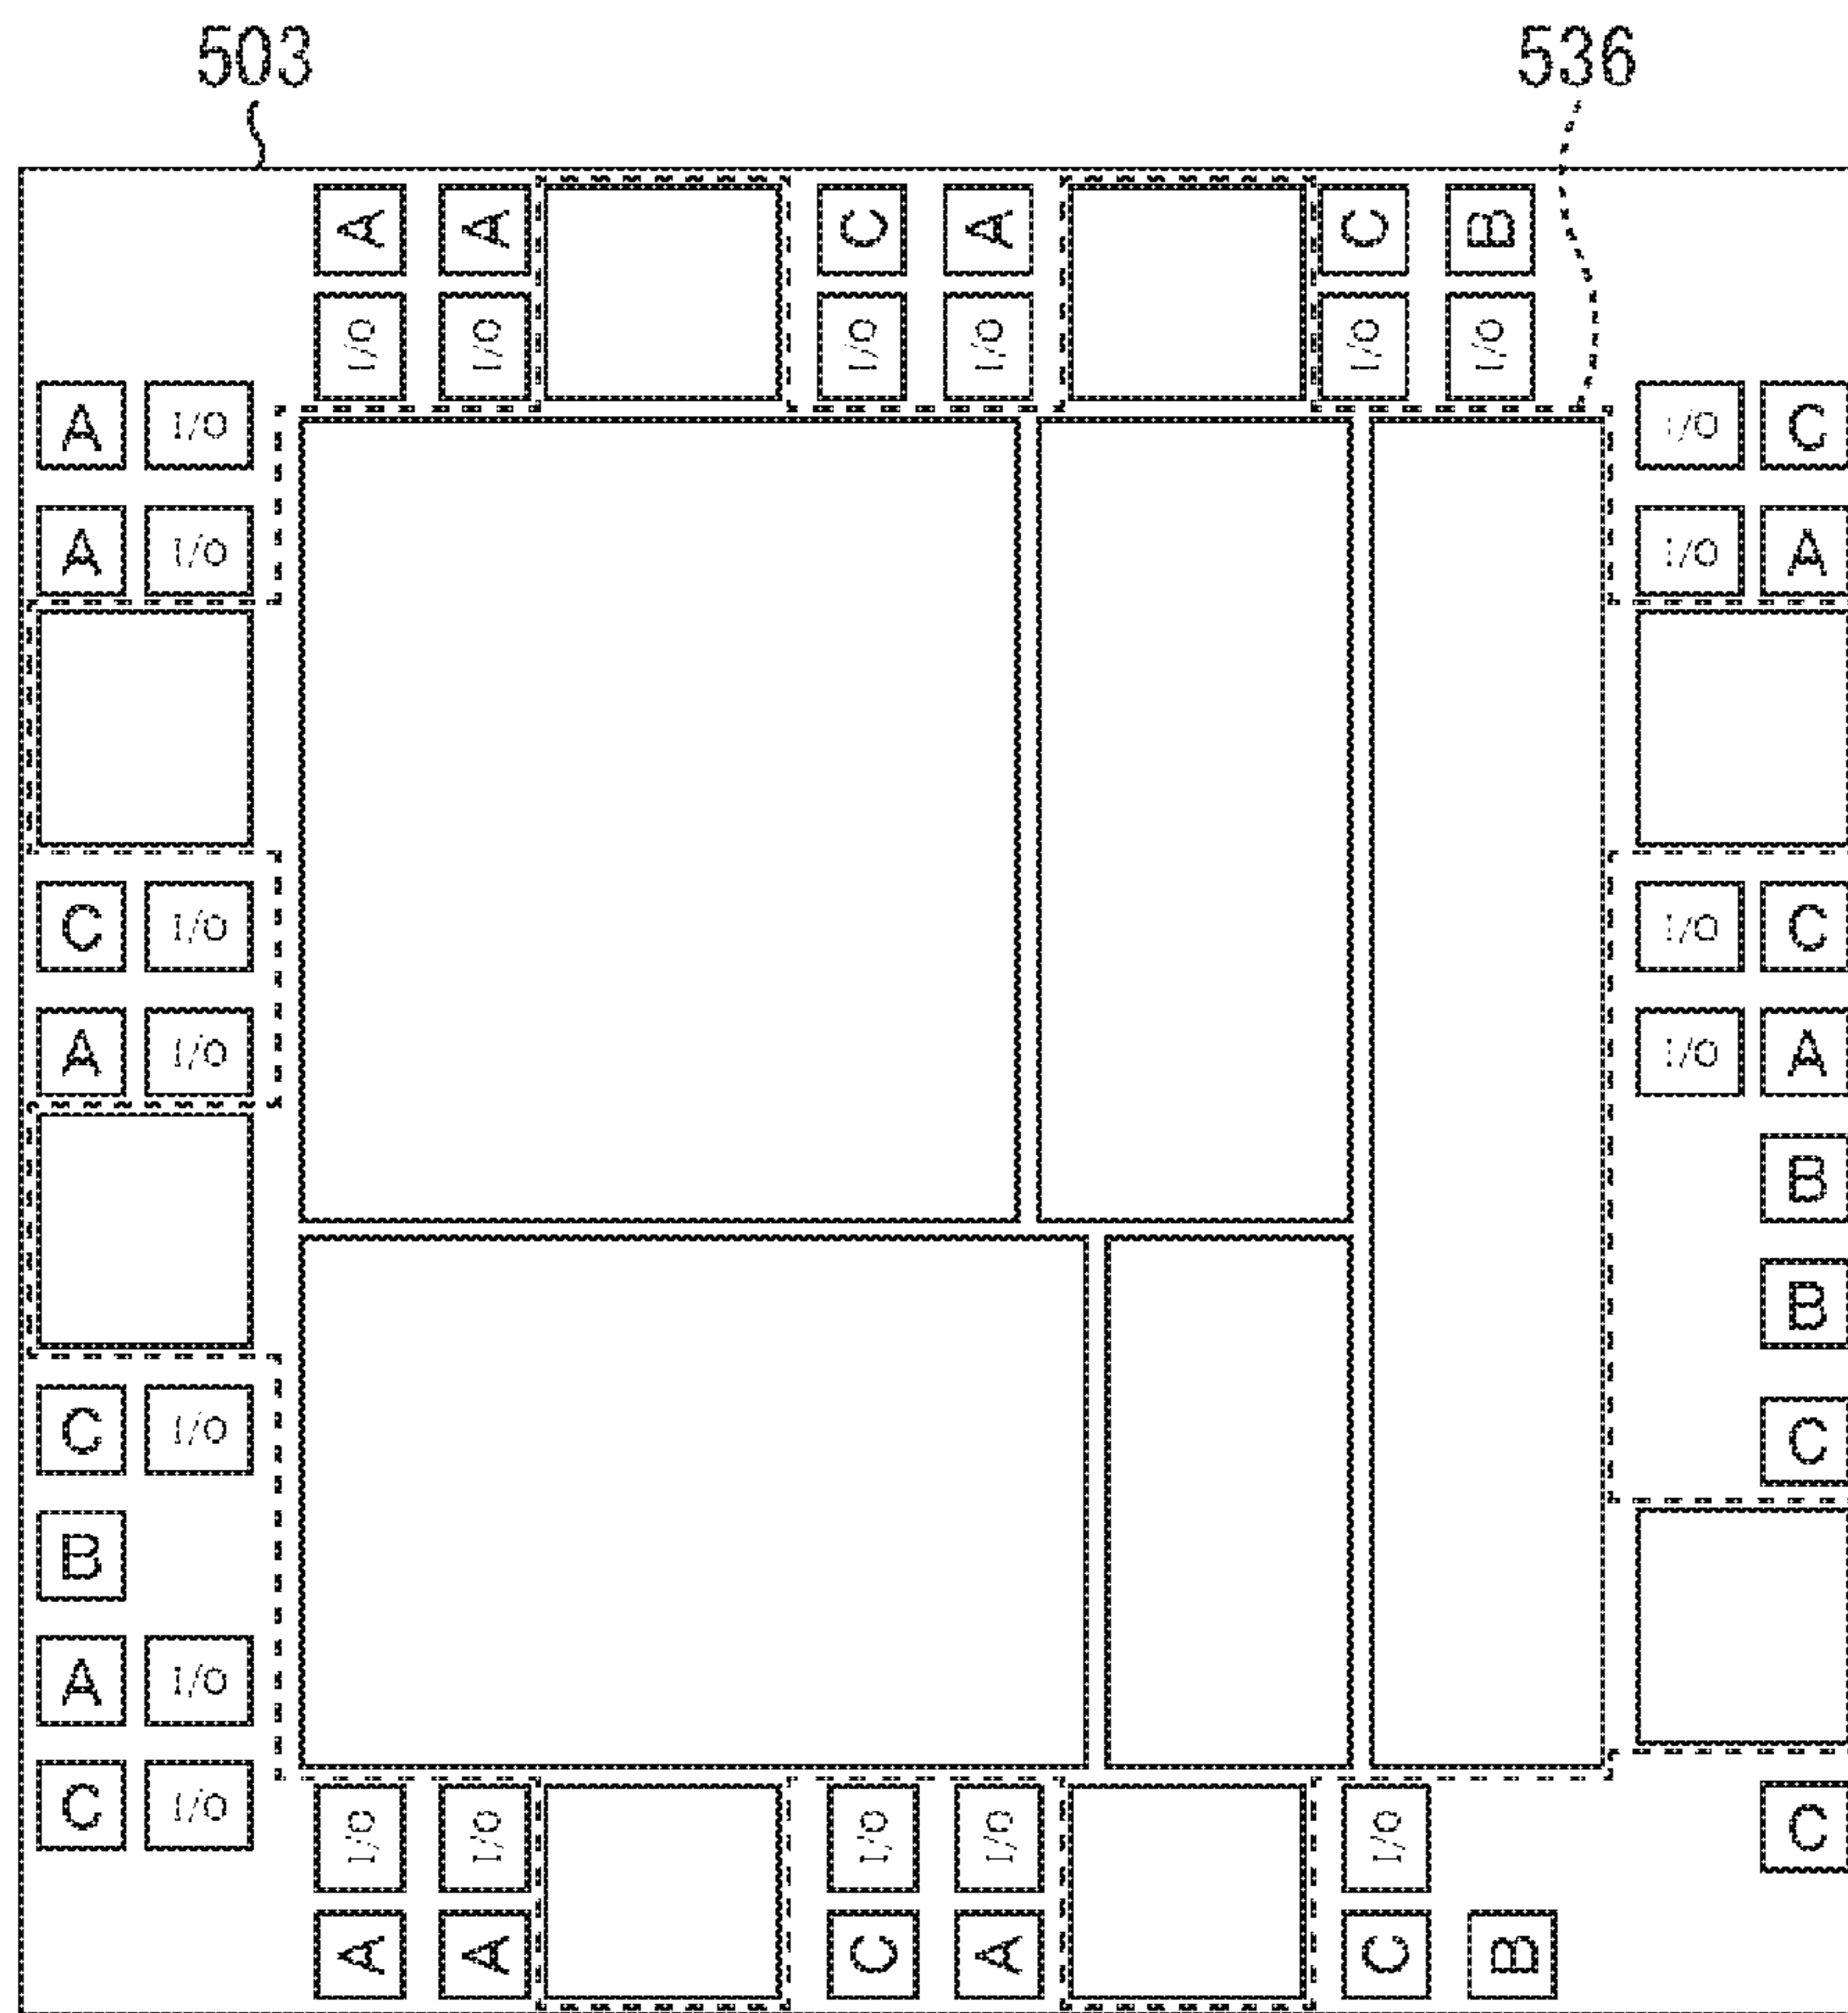 503 536
A A C A C B
I/O I/O I/O I/O I/O I/O
A I/O I/O C
A I/O I/O A
C I/O I/O C
A I/O I/O A
B
B
C I/O C
B
A I/O
C I/O C
I/O I/O I/O I/O I/O
A A C A C B